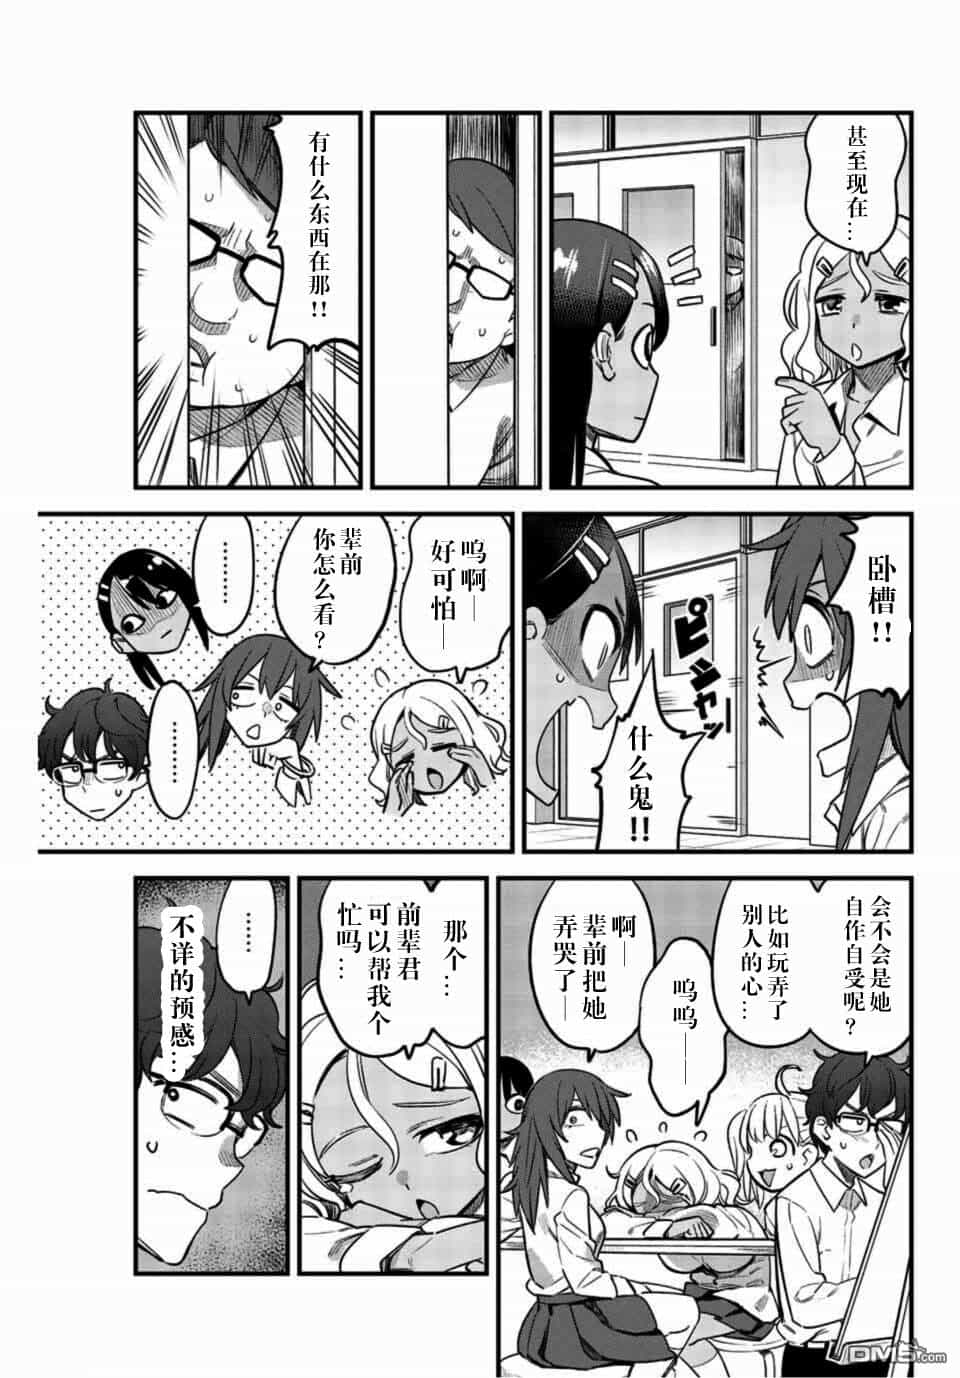 甚至现在…
有什么东西在那!!
卧槽!!
ピシャッ
什么鬼!!
呜啊—
好可怕—
辈前
你怎么看?
……
……
会不会是她
自作自受呢?
比如玩弄了
别人的心…
呜呜—
啊—
辈前把她
弄哭了—
那个…
前辈君
可以帮我个
忙吗…
……
不详的预感…
DM5.com